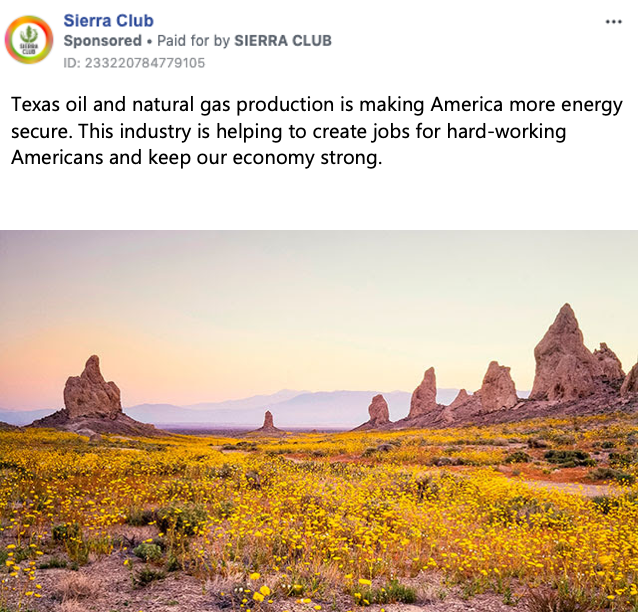 Sierra Club
Sponsored • Paid for by SIERRA CLUB
ID: 233220784779105
Texas oil and natural gas production is making America more energy
secure. This industry is helping to create jobs for hard-working
Americans and keep our economy strong.
SIERRA
CLUB